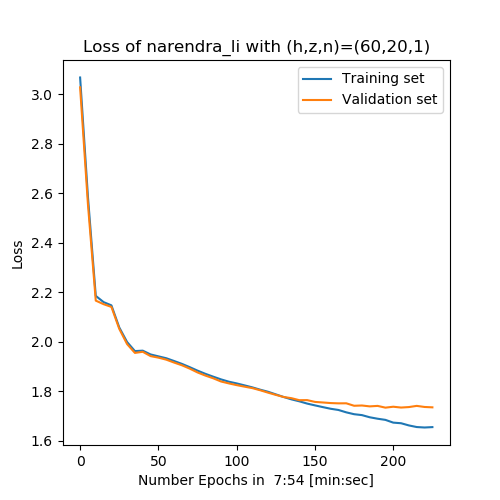 Loss of narendra_li with (h,z,n)=(60,20,1)
Training set
Validation set
3.0
2.8
2.6
2.4
2.2
2.0
1.8
1.6
Loss
0 50 100 150 200
Number Epochs in  7:54 [min:sec]